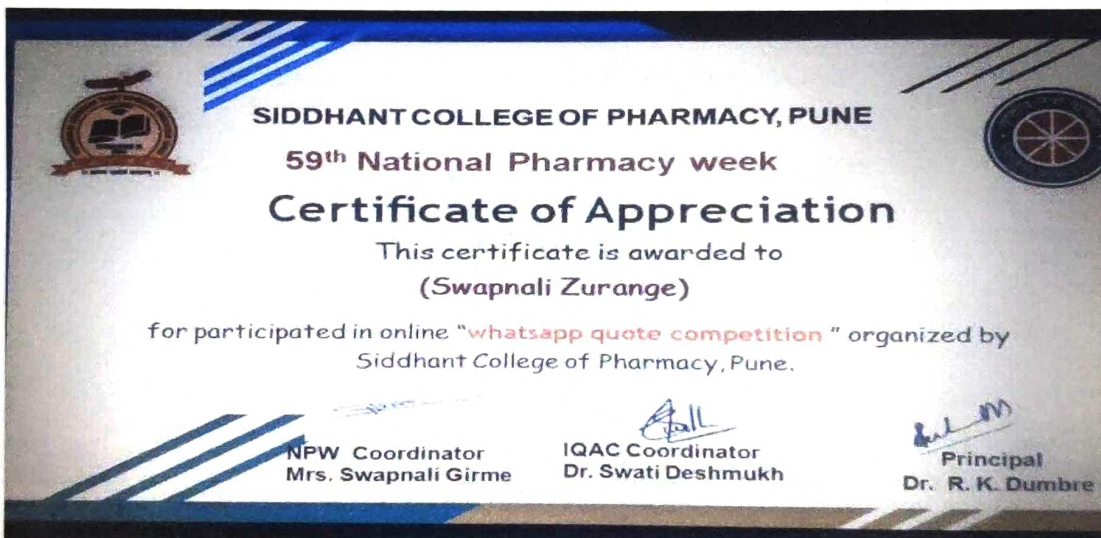 SIDDHANT COLLEGE OF PHARMACY, PUNE
59th National Pharmacy week
Certificate of Appreciation
This certificate is awarded to
(Swapnali Zurange)
for participated in online "whatsapp quote competition " organized by
Siddhant College of Pharmacy, Pune.
NPW Coordinator
Mrs. Swapnali Girme
IQAC Coordinator
Dr. Swati Deshmukh
Principal
Dr. R. K. Dumbre